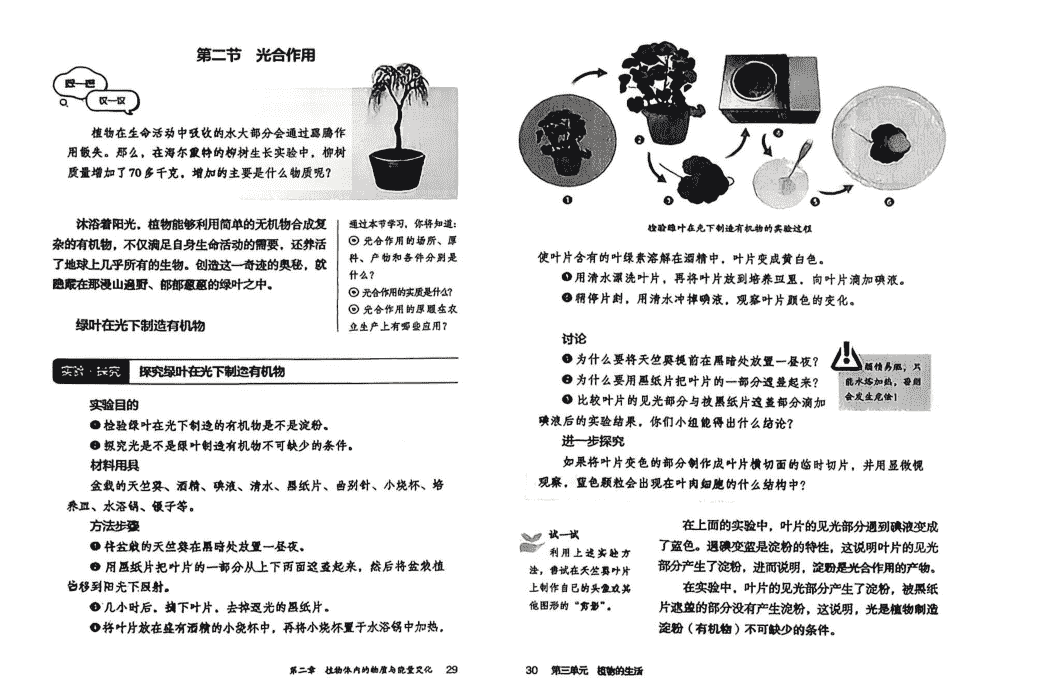 第二节 光合作用
想一想
议一议
植物在生命活动中吸收的水大部分会通过蒸腾作
用散失。那么，在海尔蒙特的柳树生长实验中，柳树
质量增加了70多千克，增加的主要是什么物质呢？
沐浴着阳光，植物能够利用简单的无机物合成复
杂的有机物，不仅满足自身生命活动的需要，还养活
了地球上几乎所有的生物。创造这一奇迹的奥秘，就
隐藏在那漫山遍野、郁郁葱葱的绿叶之中。
通过本节学习，你将知道：
⊙ 光合作用的场所、原
料、产物和条件分别是
什么？
⊙ 光合作用的实质是什么？
⊙ 光合作用的原理在农
业生产上有哪些应用？
绿叶在光下制造有机物
实验·探究 探究绿叶在光下制造有机物
实验目的
❶ 检验绿叶在光下制造的有机物是不是淀粉。
❷ 探究光是不是绿叶制造有机物不可缺少的条件。
材料用具
盆栽的天竺葵、酒精、碘液、清水、黑纸片、曲别针、小烧杯、培
养皿、水浴锅、镊子等。
方法步骤
❶ 将盆栽的天竺葵在黑暗处放置一昼夜。
❷ 用黑纸片把叶片的一部分从上下两面遮盖起来，然后将盆栽植
物移到阳光下照射。
❸ 几小时后，摘下叶片，去掉遮光的黑纸片。
❹ 将叶片放在盛有酒精的小烧杯中，再将小烧杯置于水浴锅中加热，
第二章 植物体内的物质与能量变化 29
❶
❷
❸
❹
❺
❻
检验绿叶在光下制造有机物的实验过程
使叶片含有的叶绿素溶解在酒精中，叶片变成黄白色。
❺ 用清水漂洗叶片，再将叶片放到培养皿里，向叶片滴加碘液。
❻ 稍停片刻，用清水冲掉碘液，观察叶片颜色的变化。
讨论
❶ 为什么要将天竺葵提前在黑暗处放置一昼夜？
❷ 为什么要用黑纸片把叶片的一部分遮盖起来？
❸ 比较叶片的见光部分与被黑纸片遮盖部分滴加
碘液后的实验结果，你们小组能得出什么结论？
酒精易燃，只
能水浴加热，否则
会发生危险！
进一步探究
如果将叶片变色的部分制作成叶片横切面的临时切片，并用显微镜
观察，蓝色颗粒会出现在叶肉细胞的什么结构中？
试一试
利用上述实验方
法，尝试在天竺葵叶片
上制作自己的头像或其
他图形的“剪影”。
在上面的实验中，叶片的见光部分遇到碘液变成
了蓝色。遇碘变蓝是淀粉的特性，这说明叶片的见光
部分产生了淀粉，进而说明，淀粉是光合作用的产物。
在实验中，叶片的见光部分产生了淀粉，被黑纸
片遮盖的部分没有产生淀粉，这说明，光是植物制造
淀粉（有机物）不可缺少的条件。
30 第三单元 植物的生活